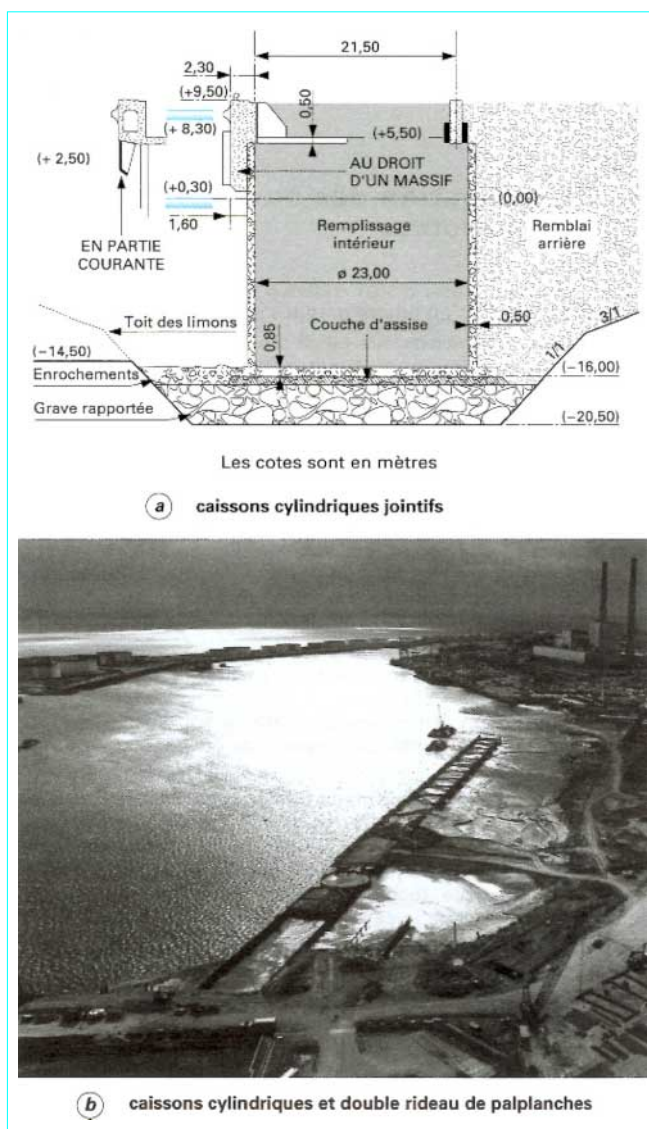 21,50
2,30
(+9,50)
0,50
(+ 8,30)
(+5,50)
(+ 2,50)
AU DROIT
D'UN MASSIF
(+0,30)
(0,00)
1,60
Remplissage
intérieur
Remblai
arrière
EN PARTIE
COURANTE
ø 23,00
Toit des limons
0,85
Couche d'assise
0,50
3/1
1/1
(–14,50)
(–16,00)
Enrochements
Grave rapportée
(–20,50)
Les cotes sont en mètres
a caissons cylindriques jointifs
b caissons cylindriques et double rideau de palplanches